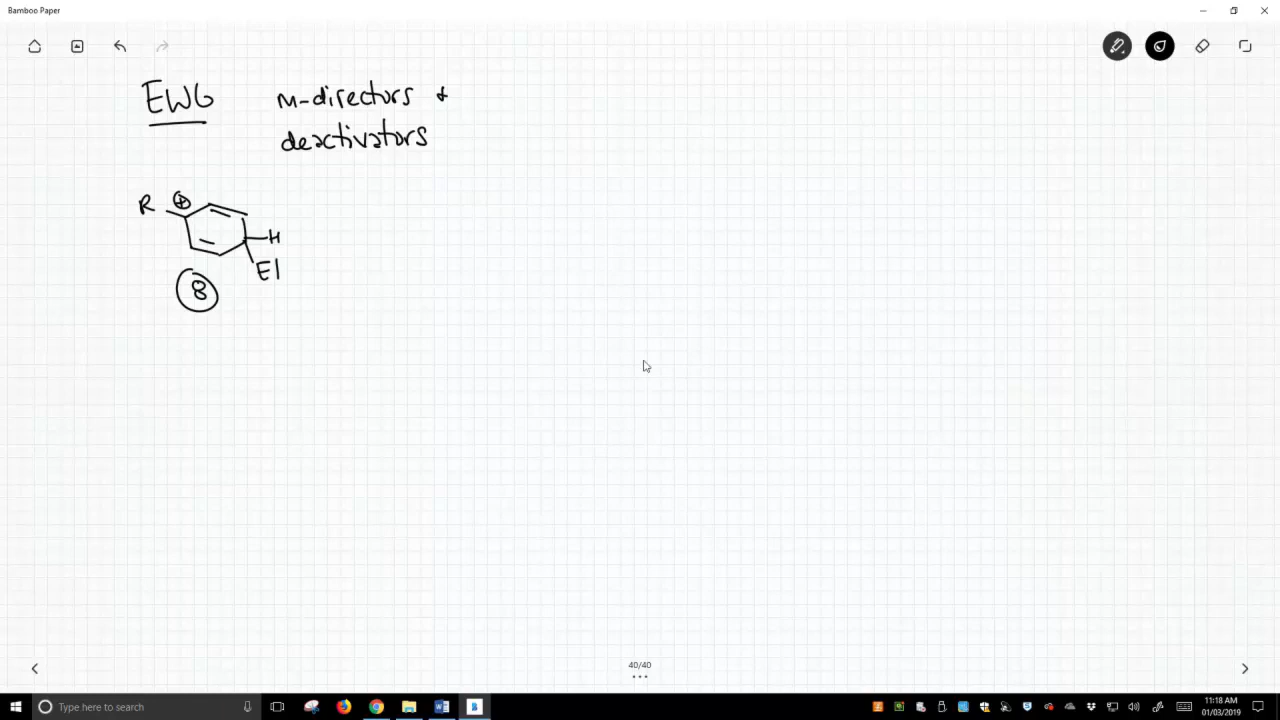 Bamboo Paper
EWG m-directors +
deactivators
R ⊕
H
El
8
40/40
Type here to search
11:18 AM
01/03/2019